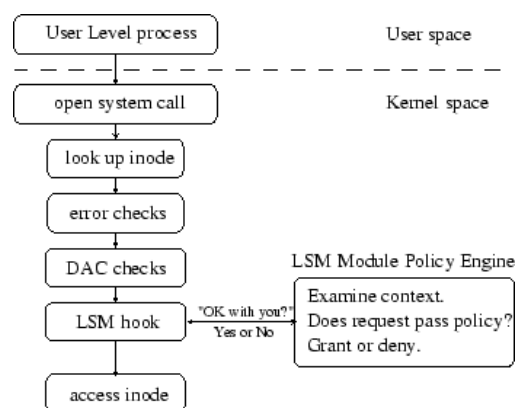 User Level process
User space
open system call
Kernel space
look up inode
error checks
DAC checks
LSM Module Policy Engine
LSM hook
"OK with you?"
Yes or No
Examine context.
Does request pass policy?
Grant or deny.
access inode